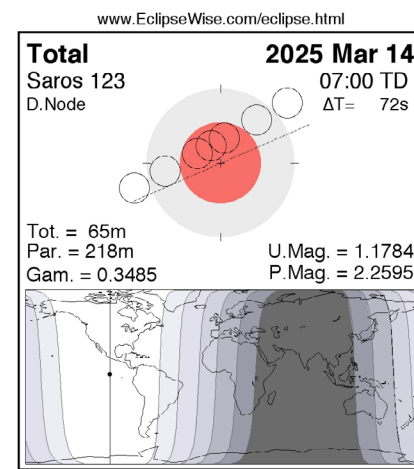 www.EclipseWise.com/eclipse.html
Total 2025 Mar 14
Saros 123 07:00 TD
D.Node ΔT= 72s
Tot. = 65m
Par. = 218m U.Mag. = 1.1784
Gam. = 0.3485 P.Mag. = 2.2595